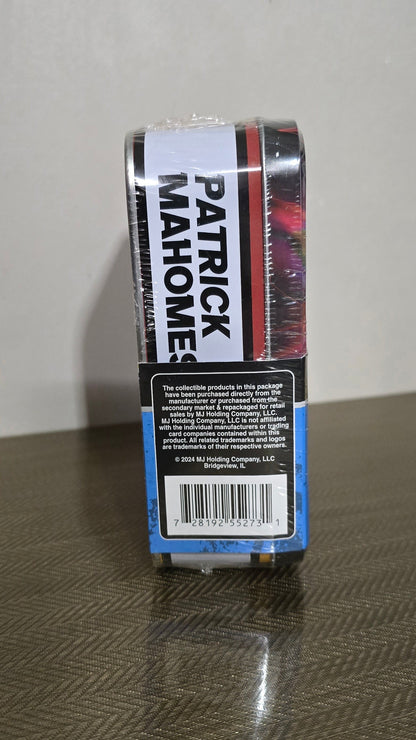 PATRICK
MAHOMES
The collectible products in this package
have been purchased directly from the
manufacturer or purchased from the
secondary market & repackaged for retail
sales by MJ Holding Company, LLC.
MJ Holding Company, LLC is not affiliated
with the individual manufacturers or trading
card companies contained within this
product. All related trademarks and logos
are trademarks of their respective owners.
© 2024 MJ Holding Company, LLC
Bridgeview, IL
7 28192 55273 1